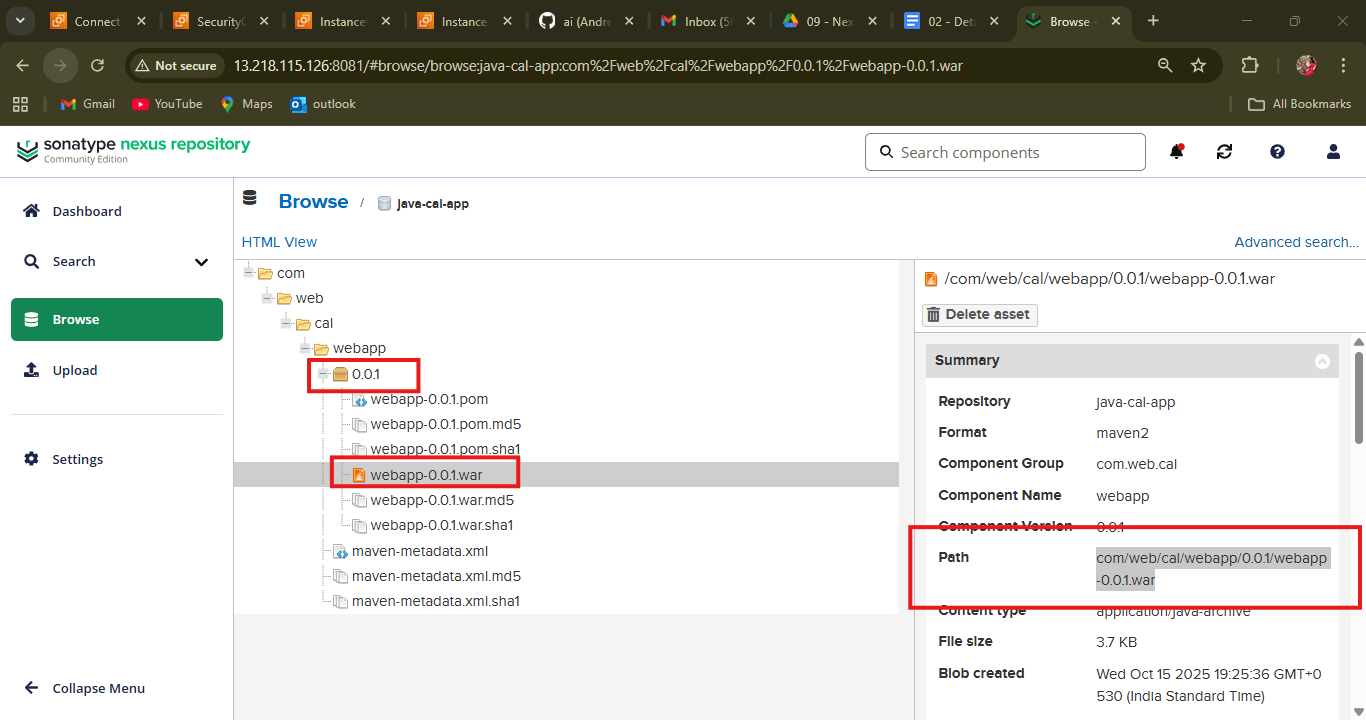 Connect
Security
Instances
Instance
ai (Andre
Inbox (5
09 - Nex
02 - Deta
Browse -
Not secure
13.218.115.126:8081/#browse/browse:java-cal-app:com%2Fweb%2Fcal%2Fwebapp%2F0.0.1%2Fwebapp-0.0.1.war
Gmail
YouTube
Maps
outlook
All Bookmarks
sonatype nexus repository
Community Edition
Search components
Dashboard
Search
Browse
Upload
Settings
Collapse Menu
Browse / java-cal-app
HTML View
Advanced search...
com
web
cal
webapp
0.0.1
webapp-0.0.1.pom
webapp-0.0.1.pom.md5
webapp-0.0.1.pom.sha1
webapp-0.0.1.war
webapp-0.0.1.war.md5
webapp-0.0.1.war.sha1
maven-metadata.xml
maven-metadata.xml.md5
maven-metadata.xml.sha1
/com/web/cal/webapp/0.0.1/webapp-0.0.1.war
Delete asset
Summary
Repository java-cal-app
Format maven2
Component Group com.web.cal
Component Name webapp
Component Version 0.0.1
Path com/web/cal/webapp/0.0.1/webapp
-0.0.1.war
Content type application/java-archive
File size 3.7 KB
Blob created Wed Oct 15 2025 19:25:36 GMT+0
530 (India Standard Time)